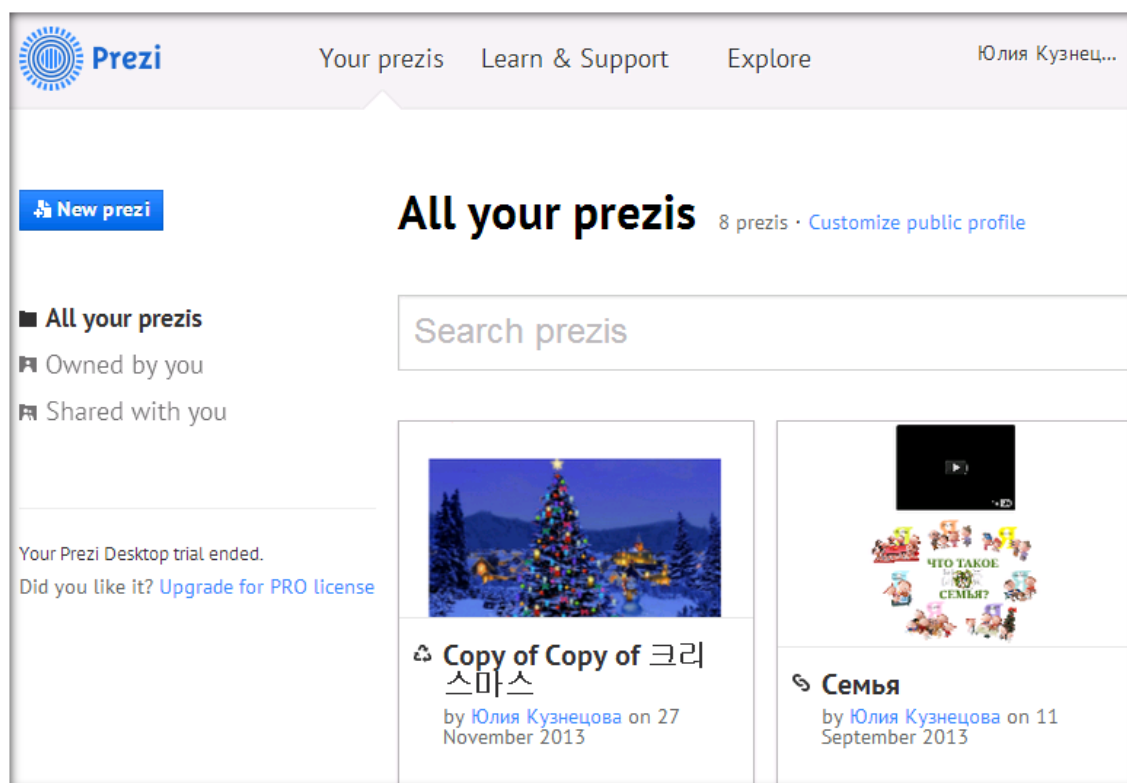 Prezi
Your prezis
Learn & Support
Explore
Юлия Кузнец...
New prezi
All your prezis
8 prezis · Customize public profile
All your prezis
Owned by you
Shared with you
Search prezis
Your Prezi Desktop trial ended.
Did you like it? Upgrade for PRO license
Copy of Copy of 크리
스마스
by Юлия Кузнецова on 27
November 2013
ЧТО ТАКОЕ
СЕМЬЯ?
Семья
by Юлия Кузнецова on 11
September 2013